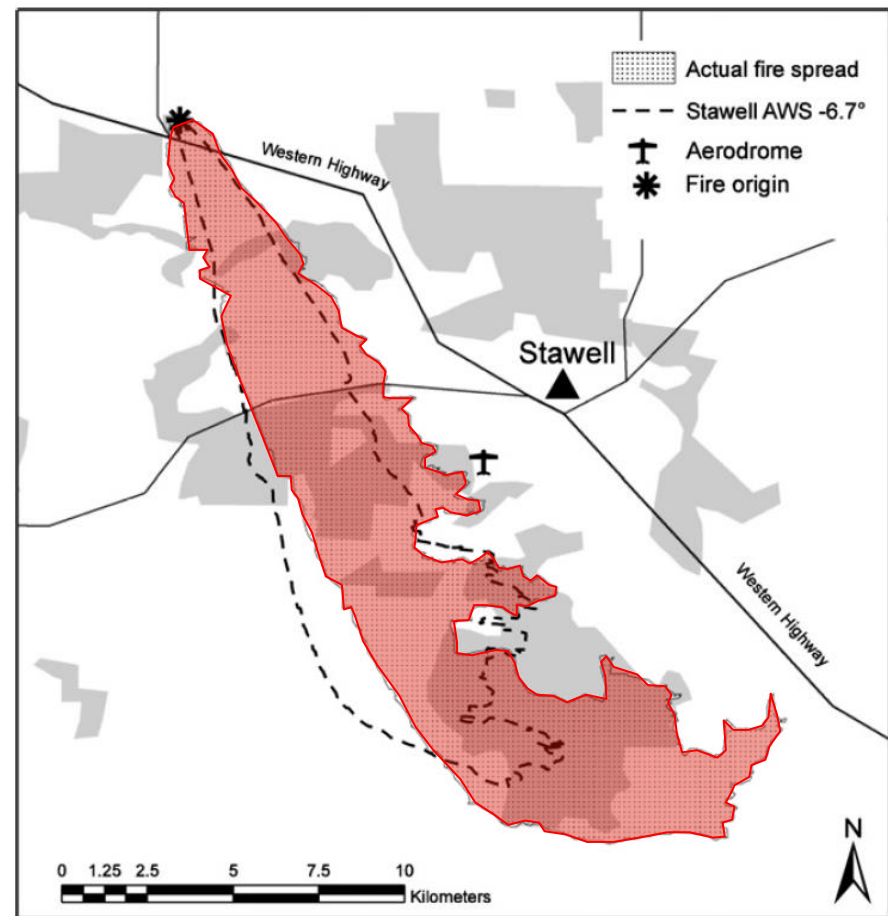 Actual fire spread
Stawell AWS -6.7°
Aerodrome
Fire origin
Western Highway
Stawell
Western Highway
N
0 1.25 2.5 5 7.5 10
Kilometers